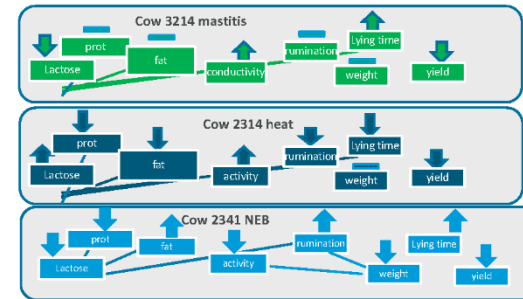 Cow 3214 mastitis
prot
fat
Lactose
conductivity
rumination
Lying time
weight
yield
Cow 2314 heat
prot
fat
Lactose
activity
rumination
Lying time
weight
yield
Cow 2341 NEB
prot
fat
Lactose
activity
rumination
Lying time
weight
yield